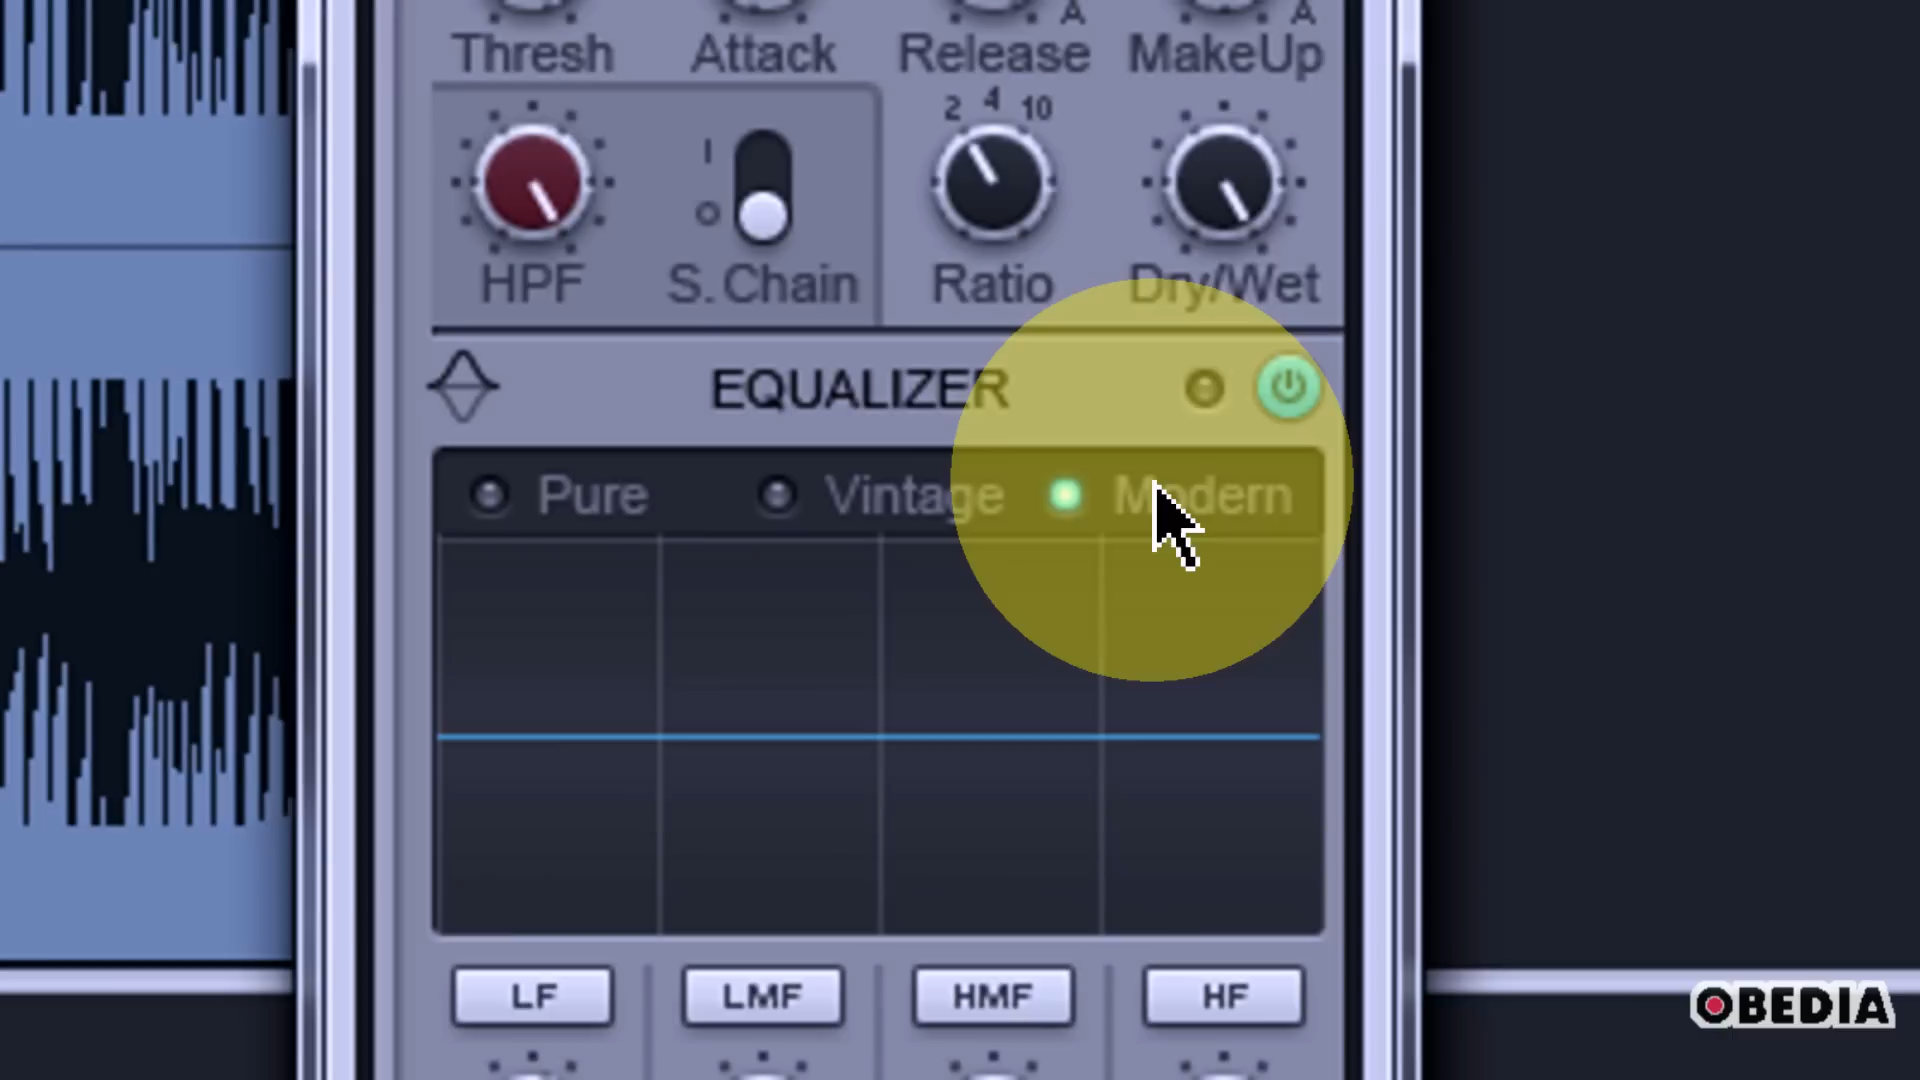 A A
Thresh Attack Release MakeUp
2 4 10
I
O
HPF S. Chain Ratio Dry/Wet
EQUALIZER
Pure Vintage Modern
LF LMF HMF HF
OBEDIA